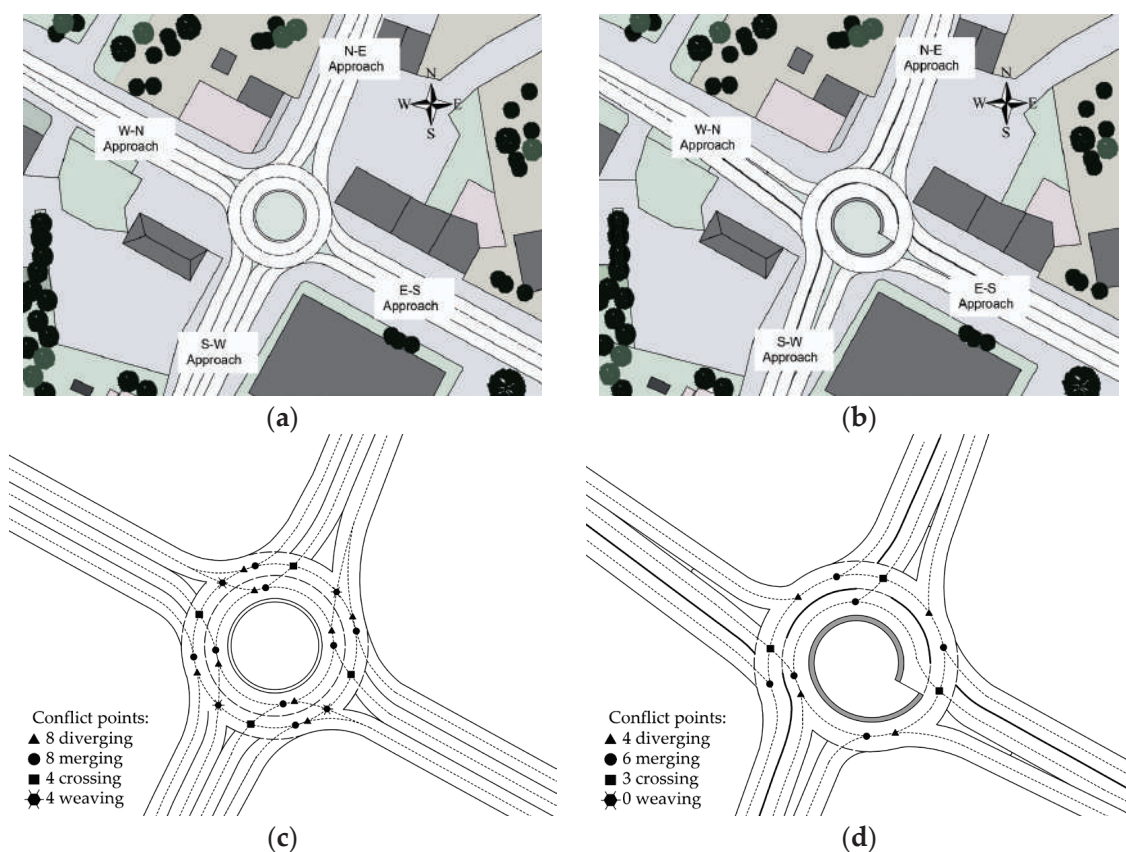 N-E
Approach
N
W E
S
W-N
Approach
E-S
Approach
S-W
Approach
(a)
N-E
Approach
N
W E
S
W-N
Approach
E-S
Approach
S-W
Approach
(b)
Conflict points:
8 diverging
8 merging
4 crossing
4 weaving
(c)
Conflict points:
4 diverging
6 merging
3 crossing
0 weaving
(d)